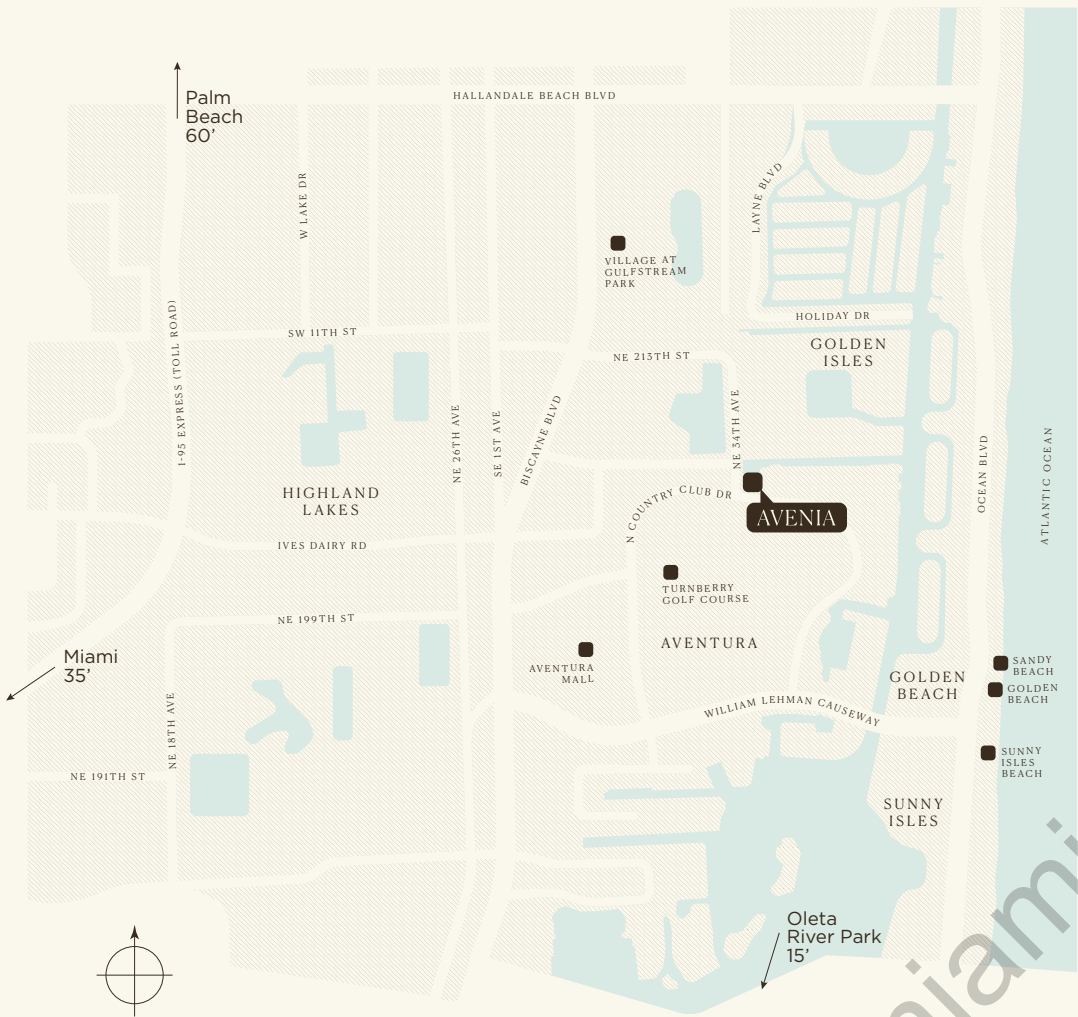 HALLANDALE BEACH BLVD
Palm
Beach
60’
W LAKE DR
LAYNE BLVD
VILLAGE AT
GULFSTREAM
PARK
I-95 EXPRESS (TOLL ROAD)
SW 11TH ST
HOLIDAY DR
GOLDEN
ISLES
NE 213TH ST
NE 26TH AVE
SE 1ST AVE
BISCAYNE BLVD
NE 34TH AVE
OCEAN BLVD
ATLANTIC OCEAN
HIGHLAND
LAKES
N COUNTRY CLUB DR
AVENIA
IVES DAIRY RD
TURNBERRY
GOLF COURSE
NE 199TH ST
AVENTURA
Miami
35’
AVENTURA
MALL
GOLDEN
BEACH
SANDY
BEACH
GOLDEN
BEACH
NE 18TH AVE
WILLIAM LEHMAN CAUSEWAY
SUNNY
ISLES
BEACH
NE 191TH ST
SUNNY
ISLES
Oleta
River Park
15’
miami